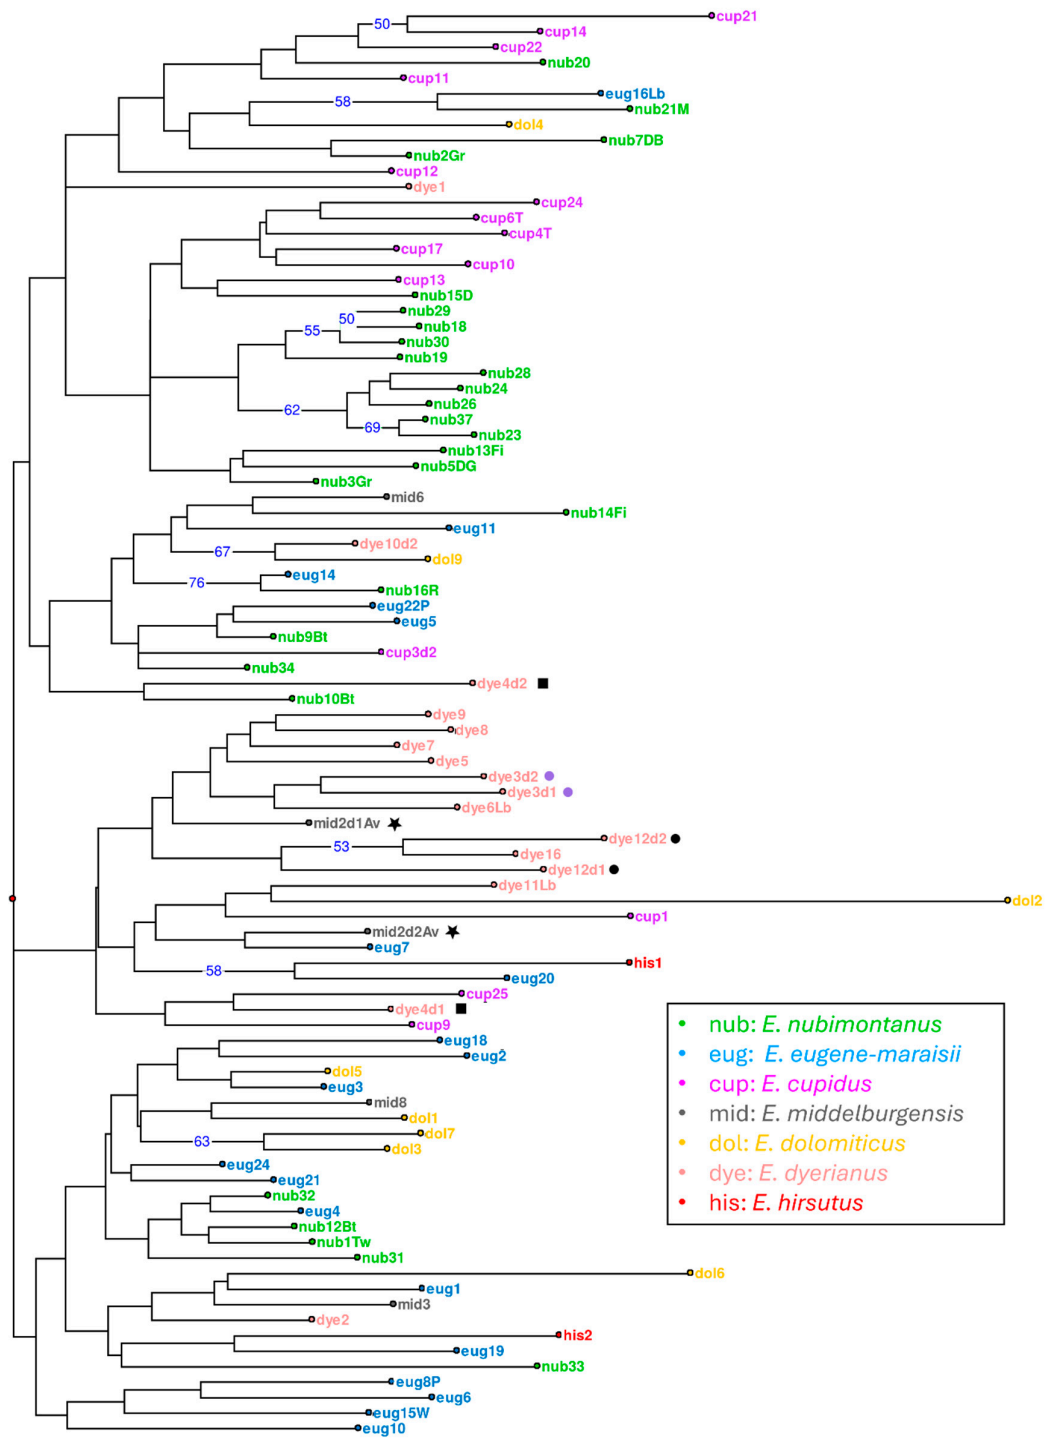 cup21
50
cup14
cup22
nub20
cup11
eug16Lb
58
nub21M
dol4
nub7DB
nub2Gr
cup12
dye1
cup24
cup6T
cup4T
cup17
cup10
cup13
nub15D
nub29
50
nub18
55
nub30
nub19
nub28
nub24
nub26
62
nub37
69
nub23
nub13Fi
nub5DG
nub3Gr
mid6
nub14Fi
eug11
dye10d2
67
dol9
eug14
76
nub16R
eug22P
eug5
nub9Bt
cup3d2
nub34
dye4d2
nub10Bt
dye9
dye8
dye7
dye5
dye3d2
dye3d1
dye6Lb
mid2d1Av
dye12d2
53
dye16
dye12d1
dye11Lb
dol2
cup1
mid2d2Av
eug7
his1
58
eug20
cup25
dye4d1
cup9
eug18
eug2
dol5
eug3
mid8
dol1
dol7
63
dol3
eug24
eug21
nub32
eug4
nub12Bt
nub1Tw
nub31
dol6
eug1
mid3
dye2
his2
eug19
nub33
eug8P
eug6
eug15W
eug10
nub: E. nubimontanus
eug: E. eugene-maraisii
cup: E. cupidus
mid: E. middelburgensis
dol: E. dolomiticus
dye: E. dyerianus
his: E. hirsutus